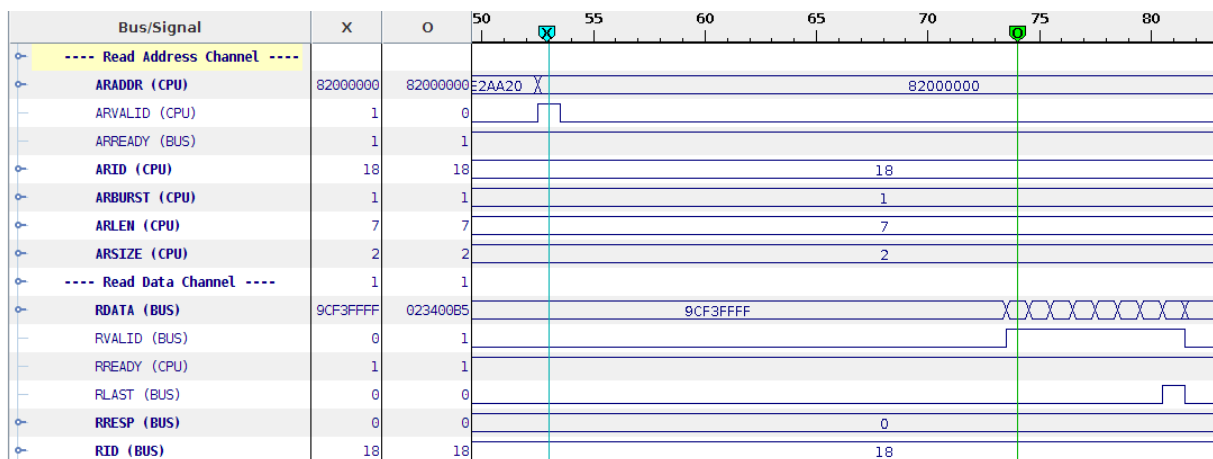 Bus/Signal X O 50 55 60 65 70 75 80
X O
---- Read Address Channel ----
ARADDR (CPU) 82000000 82000000 E2AA20 82000000
ARVALID (CPU) 1 0
ARREADY (BUS) 1 1
ARID (CPU) 18 18 18
ARBURST (CPU) 1 1 1
ARLEN (CPU) 7 7 7
ARSIZE (CPU) 2 2 2
---- Read Data Channel ---- 1 1
RDATA (BUS) 9CF3FFFF 023400B5 9CF3FFFF
RVALID (BUS) 0 1
RREADY (CPU) 1 1
RLAST (BUS) 0 0
RRESP (BUS) 0 0 0
RID (BUS) 18 18 18